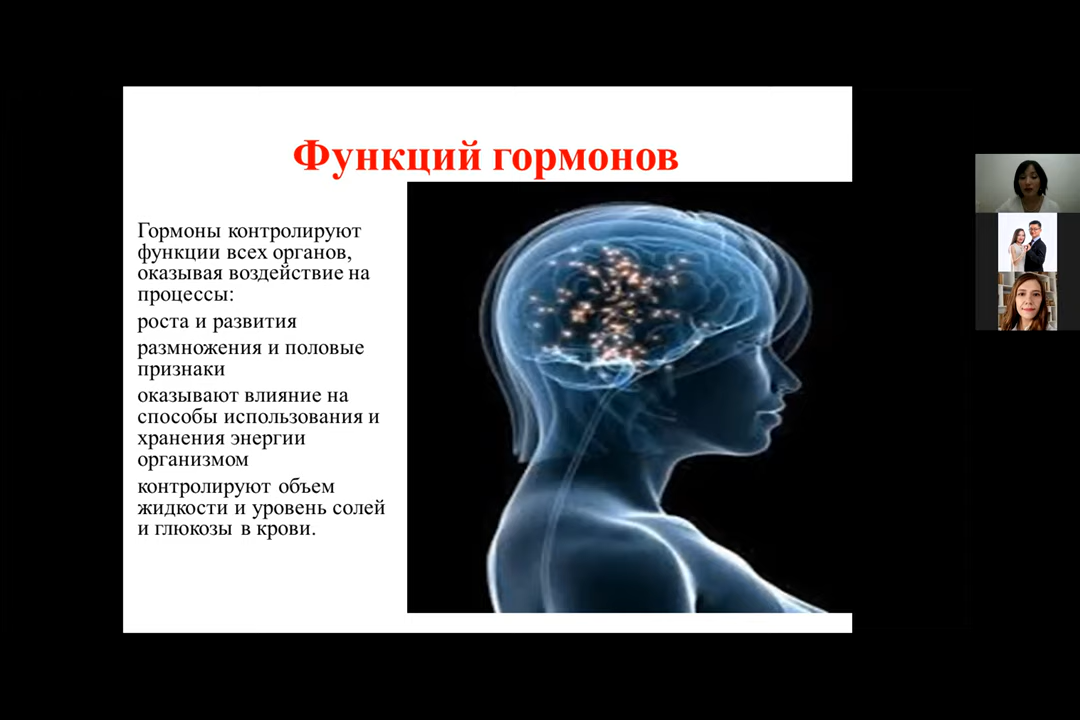 Функций гормонов
Гормоны контролируют
функции всех органов,
оказывая воздействие на
процессы:
роста и развития
размножения и половые
признаки
оказывают влияние на
способы использования и
хранения энергии
организмом
контролируют объем
жидкости и уровень солей
и глюкозы в крови.